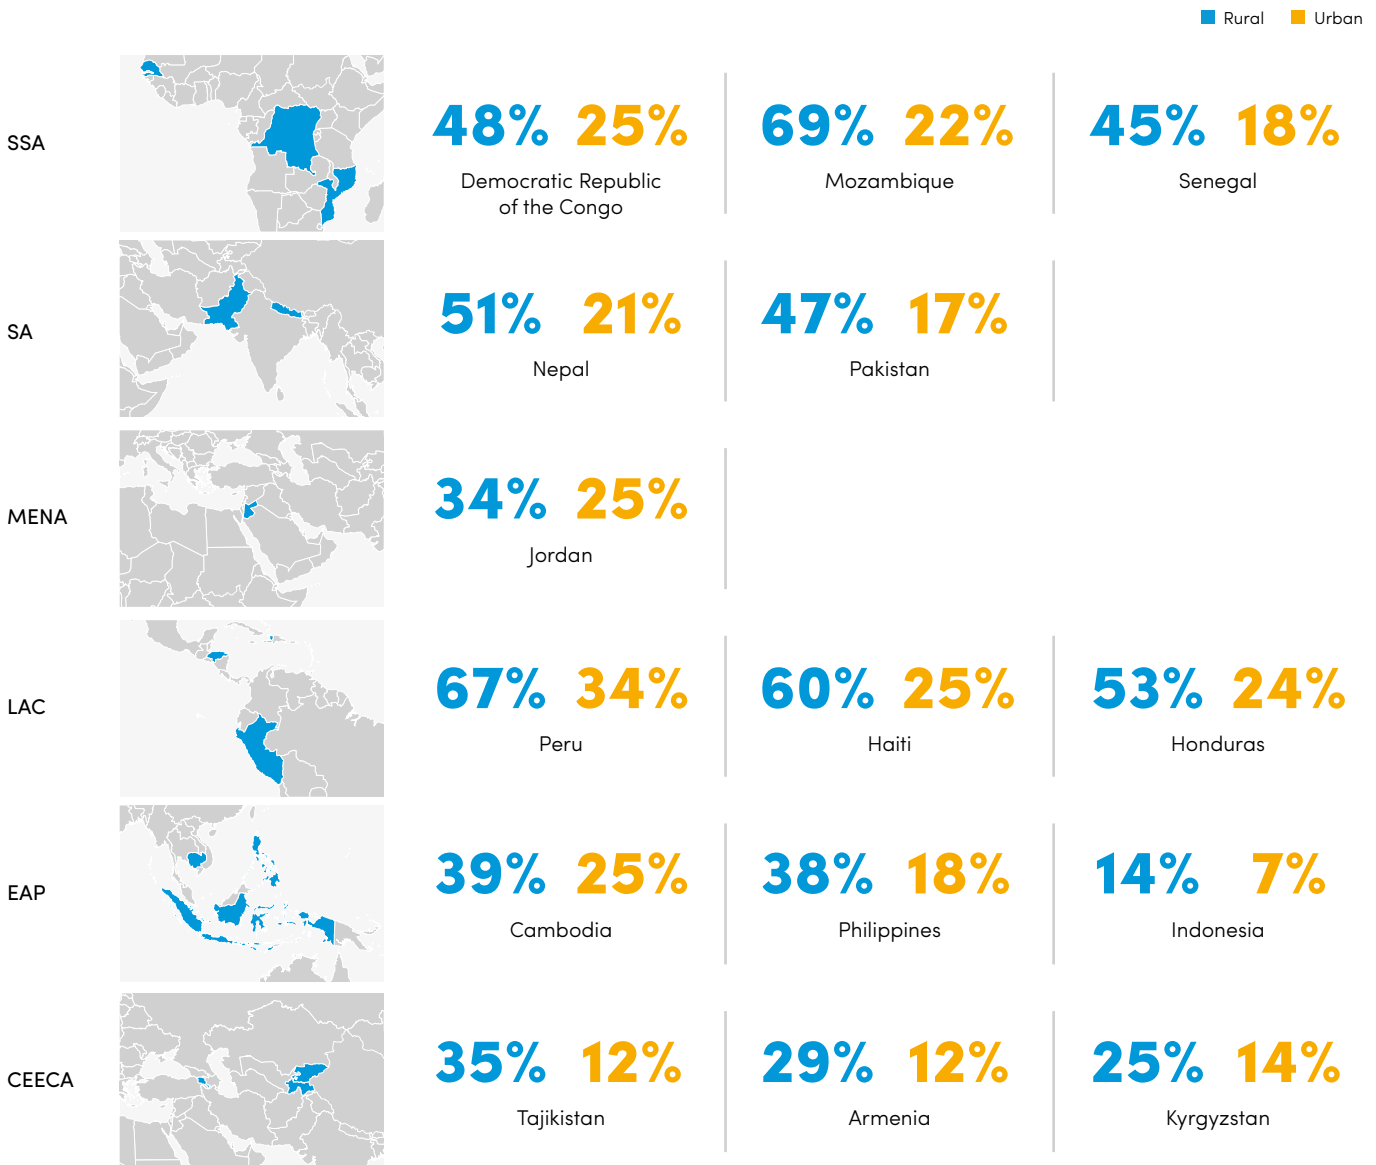 Rural Urban
SSA
48% 25%
Democratic Republic
of the Congo
69% 22%
Mozambique
45% 18%
Senegal
SA
51% 21%
Nepal
47% 17%
Pakistan
MENA
34% 25%
Jordan
LAC
67% 34%
Peru
60% 25%
Haiti
53% 24%
Honduras
EAP
39% 25%
Cambodia
38% 18%
Philippines
14% 7%
Indonesia
CEECA
35% 12%
Tajikistan
29% 12%
Armenia
25% 14%
Kyrgyzstan